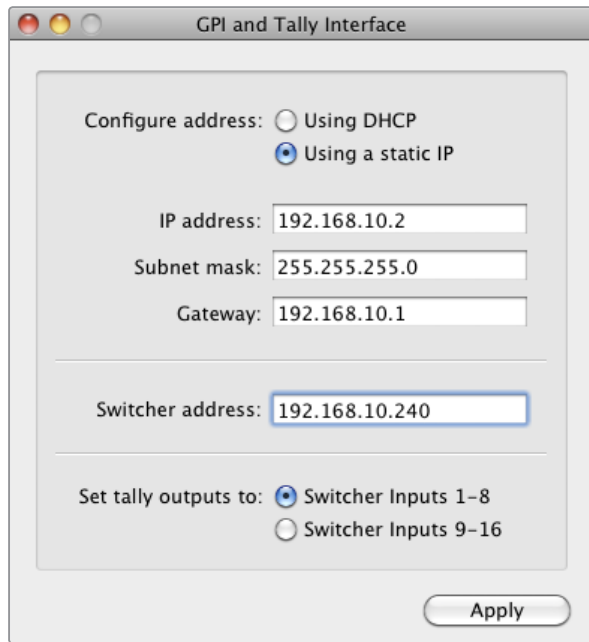 GPI and Tally Interface
Configure address: Using DHCP
Using a static IP
IP address: 192.168.10.2
Subnet mask: 255.255.255.0
Gateway: 192.168.10.1
Switcher address: 192.168.10.240
Set tally outputs to: Switcher Inputs 1–8
Switcher Inputs 9–16
Apply